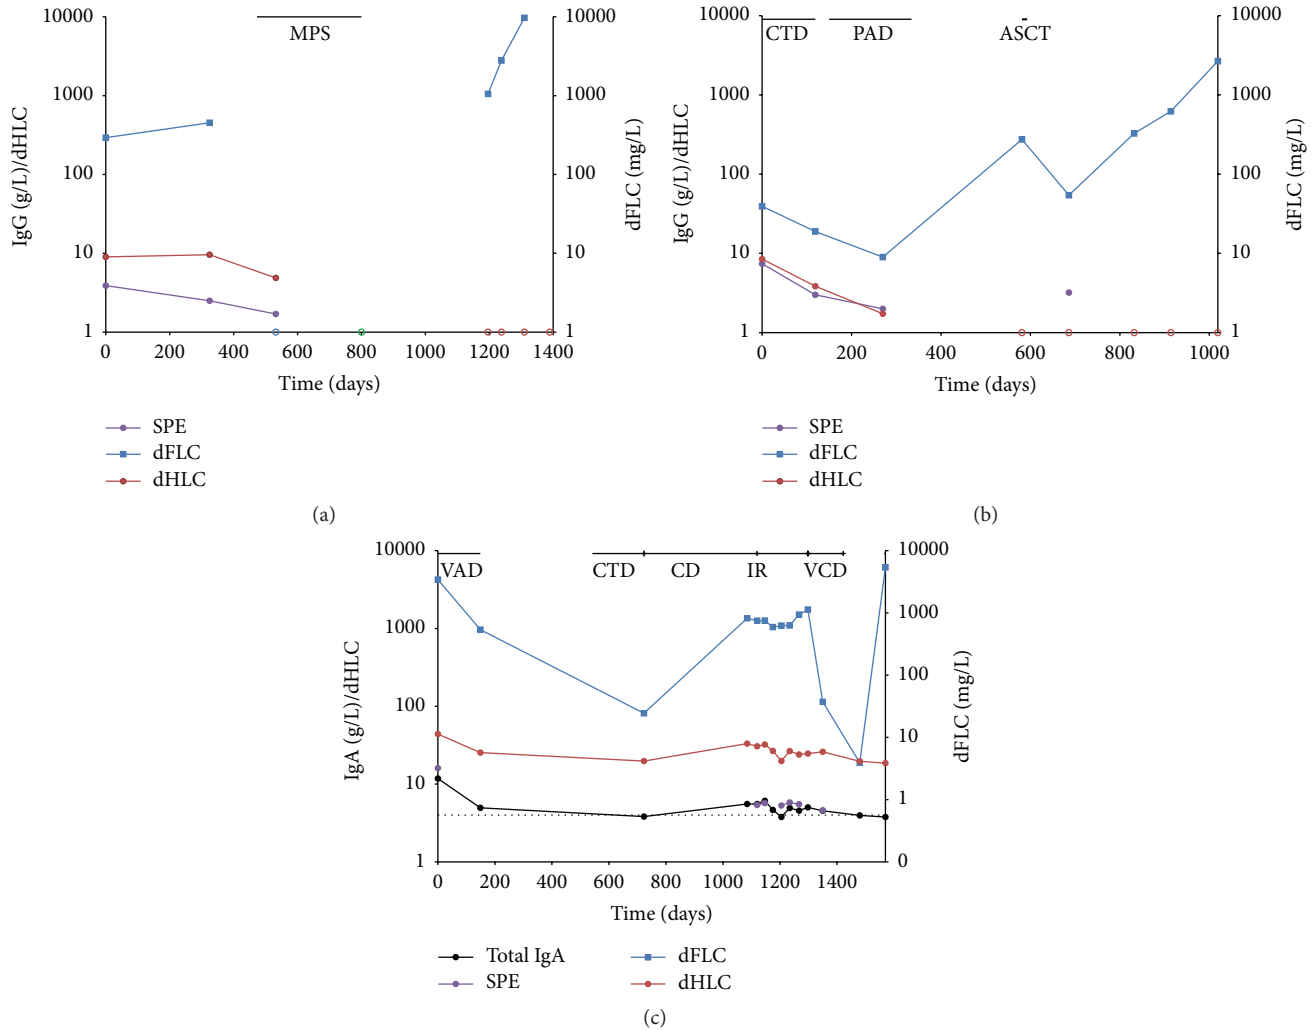 MPS
10000
1000
100
10
1
IgG (g/L)/dHLC
10000
1000
100
10
1
dFLC (mg/L)
0 200 400 600 800 1000 1200 1400
Time (days)
SPE
dFLC
dHLC
(a)
CTD PAD ASCT
10000
1000
100
10
1
IgG (g/L)/dHLC
10000
1000
100
10
1
dFLC (mg/L)
0 200 400 600 800 1000
Time (days)
SPE
dFLC
dHLC
(b)
VAD CTD CD IR VCD
10000
1000
100
10
1
IgA (g/L)/dHLC
10000
1000
100
10
1
0
dFLC (mg/L)
0 200 400 600 800 1000 1200 1400
Time (days)
Total IgA dFLC
SPE dHLC
(c)